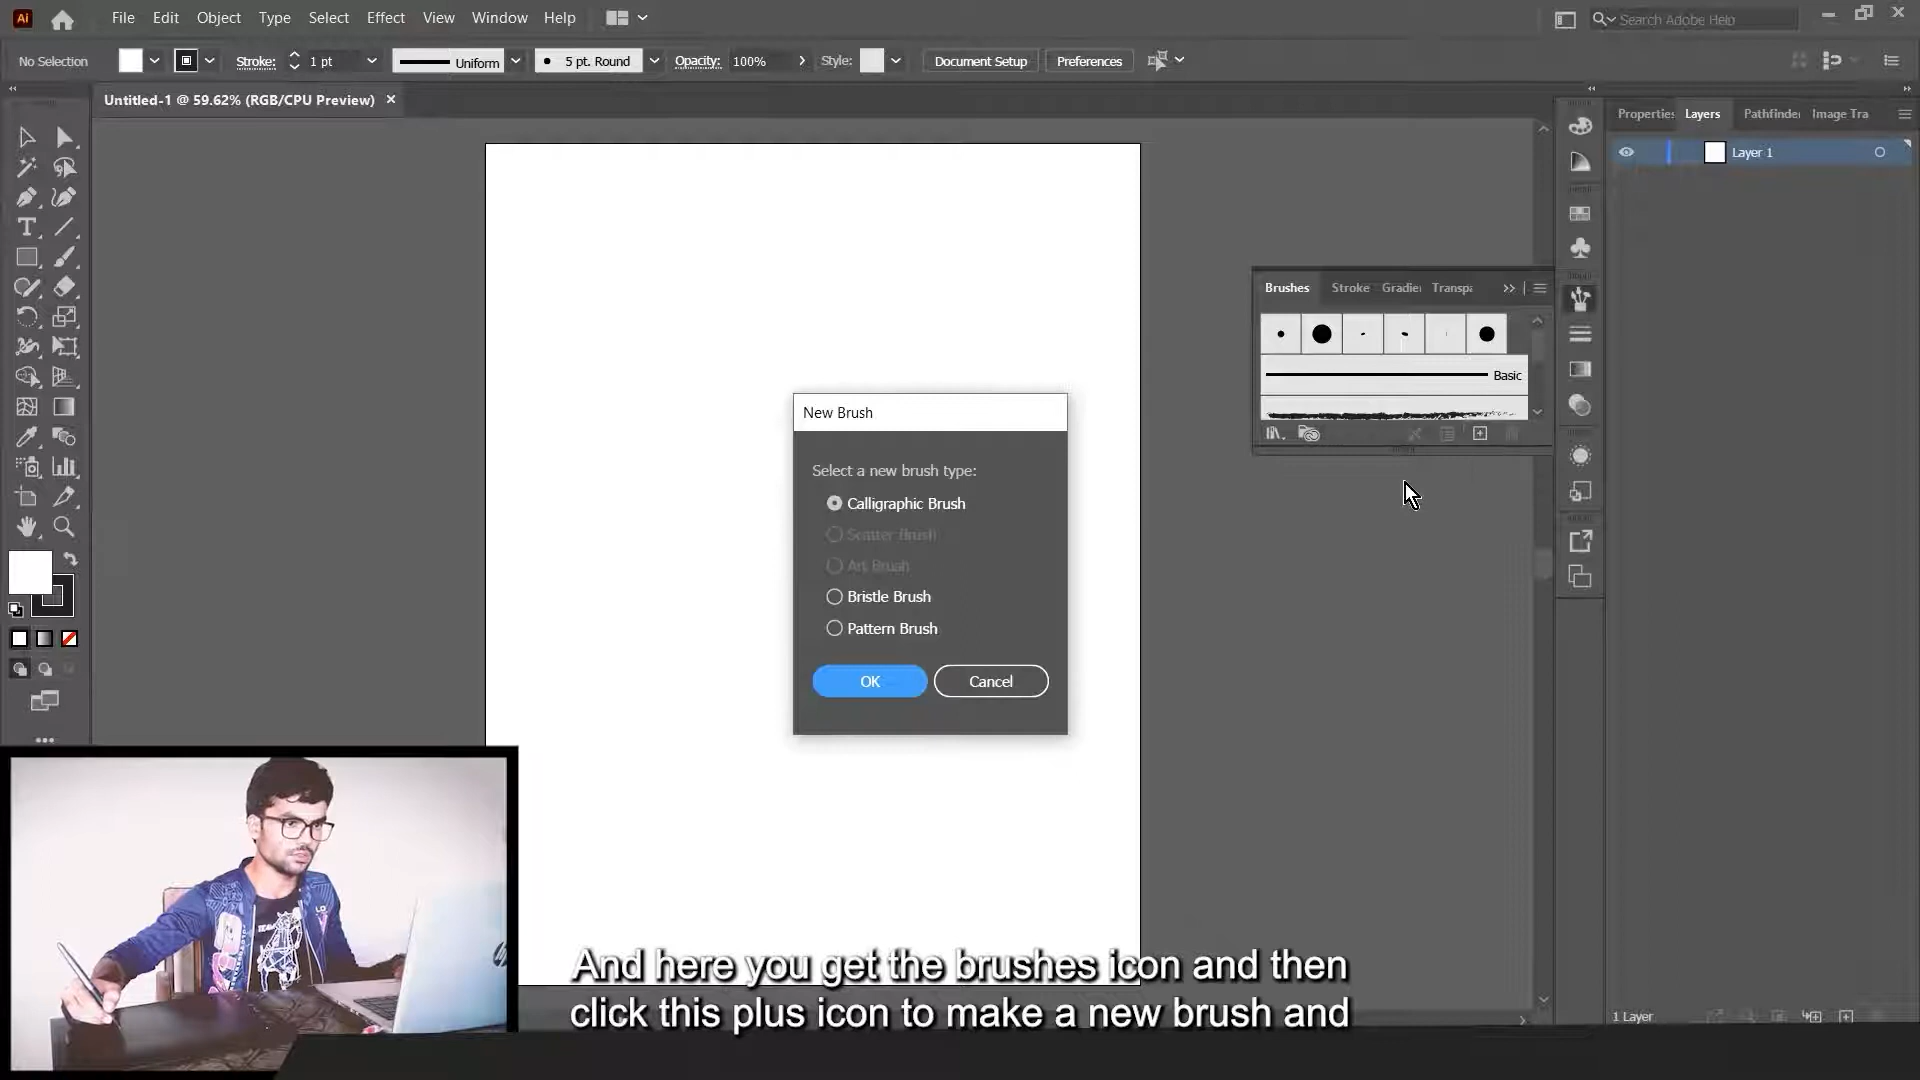 Ai
File Edit Object Type Select Effect View Window Help
Search Adobe Help
No Selection
Stroke: 1 pt Uniform 5 pt. Round Opacity: 100% Style: Document Setup Preferences
Untitled-1 @ 59.62% (RGB/CPU Preview)
Properties Layers Pathfinde Image Tra
Layer 1
Brushes Stroke Gradie Transpa
Basic
New Brush
Select a new brush type:
Calligraphic Brush
Scatter Brush
Art Brush
Bristle Brush
Pattern Brush
OK Cancel
And here you get the brushes icon and then
click this plus icon to make a new brush and
1 Layer